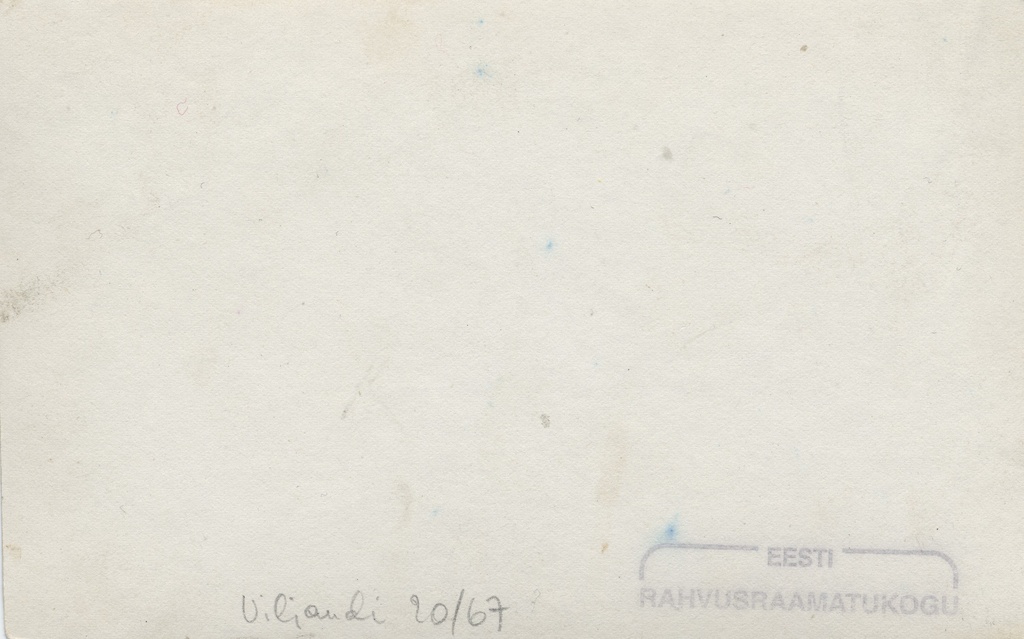 EESTI
RAHVUSRAAMATUKOGU
Viljandi 20/67